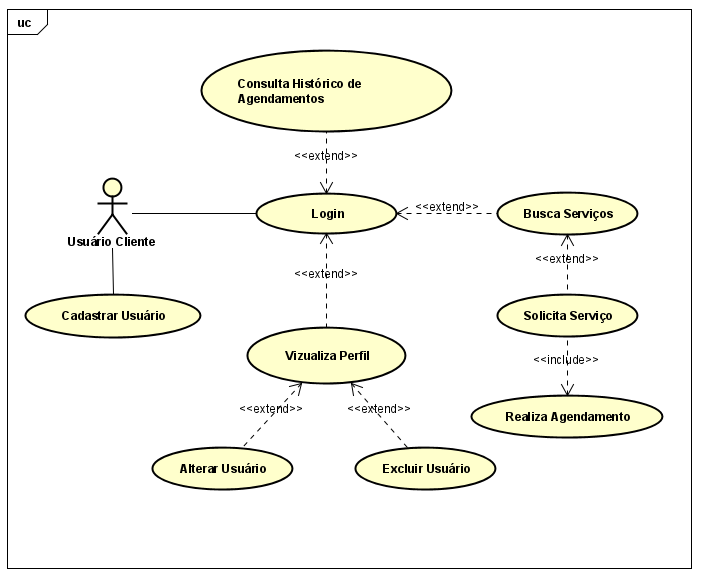 uc
Consulta Histórico de
Agendamentos
<<extend>>
Login
<<extend>>
Busca Serviços
Usuário Cliente
<<extend>>
<<extend>>
Cadastrar Usuário
Solicita Serviço
Vizualiza Perfil
<<include>>
<<extend>>
<<extend>>
Realiza Agendamento
Alterar Usuário
Excluir Usuário